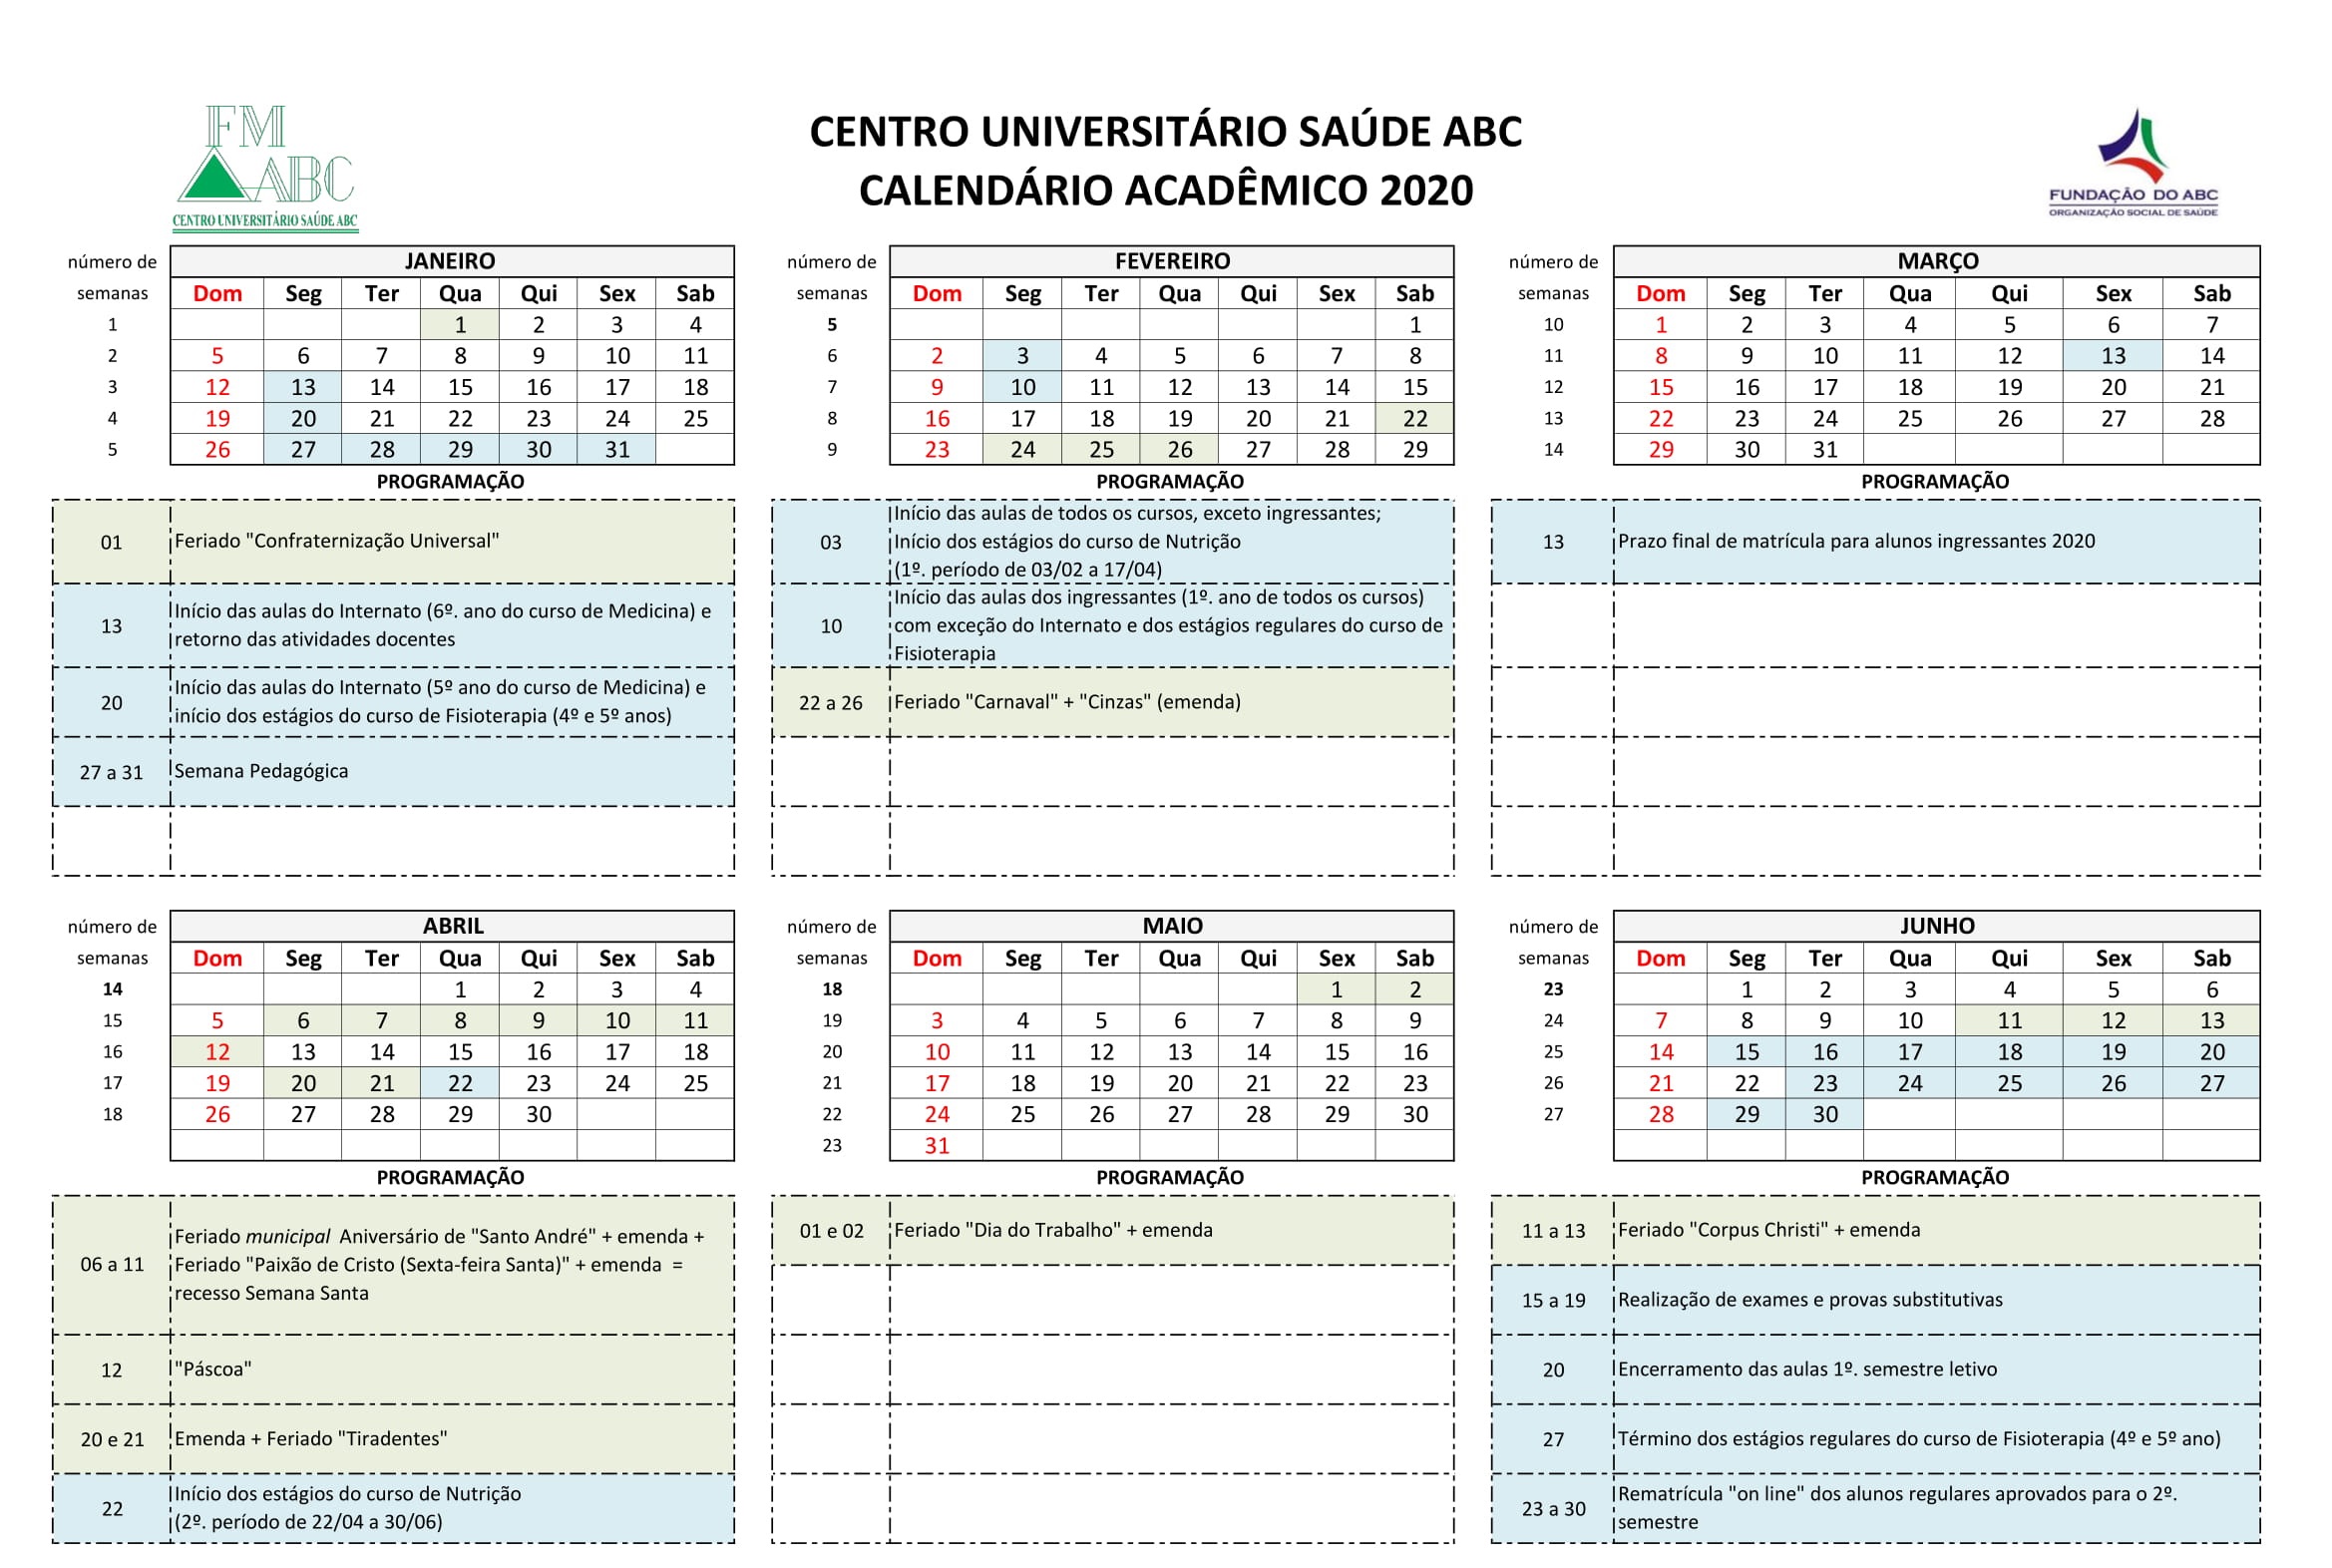 FM
ABC
CENTRO UNIVERSITÁRIO SAÚDE ABC
CENTRO UNIVERSITÁRIO SAÚDE ABC
CALENDÁRIO ACADÊMICO 2020
FUNDAÇÃO DO ABC
ORGANIZAÇÃO SOCIAL DE SAÚDE
número de JANEIRO
semanas Dom Seg Ter Qua Qui Sex Sab
1 1 2 3 4
2 5 6 7 8 9 10 11
3 12 13 14 15 16 17 18
4 19 20 21 22 23 24 25
5 26 27 28 29 30 31
PROGRAMAÇÃO
01 Feriado "Confraternização Universal"
13 Início das aulas do Internato (6º. ano do curso de Medicina) e
retorno das atividades docentes
20 Início das aulas do Internato (5º ano do curso de Medicina) e
início dos estágios do curso de Fisioterapia (4º e 5º anos)
27 a 31 Semana Pedagógica
número de FEVEREIRO
semanas Dom Seg Ter Qua Qui Sex Sab
5 1
6 2 3 4 5 6 7 8
7 9 10 11 12 13 14 15
8 16 17 18 19 20 21 22
9 23 24 25 26 27 28 29
PROGRAMAÇÃO
03 Início das aulas de todos os cursos, exceto ingressantes;
Início dos estágios do curso de Nutrição
(1º. período de 03/02 a 17/04)
10 Início das aulas dos ingressantes (1º. ano de todos os cursos)
com exceção do Internato e dos estágios regulares do curso de
Fisioterapia
22 a 26 Feriado "Carnaval" + "Cinzas" (emenda)
número de MARÇO
semanas Dom Seg Ter Qua Qui Sex Sab
10 1 2 3 4 5 6 7
11 8 9 10 11 12 13 14
12 15 16 17 18 19 20 21
13 22 23 24 25 26 27 28
14 29 30 31
PROGRAMAÇÃO
13 Prazo final de matrícula para alunos ingressantes 2020
número de ABRIL
semanas Dom Seg Ter Qua Qui Sex Sab
14 1 2 3 4
15 5 6 7 8 9 10 11
16 12 13 14 15 16 17 18
17 19 20 21 22 23 24 25
18 26 27 28 29 30
PROGRAMAÇÃO
06 a 11 Feriado municipal Aniversário de "Santo André" + emenda +
Feriado "Paixão de Cristo (Sexta-feira Santa)" + emenda =
recesso Semana Santa
12 "Páscoa"
20 e 21 Emenda + Feriado "Tiradentes"
22 Início dos estágios do curso de Nutrição
(2º. período de 22/04 a 30/06)
número de MAIO
semanas Dom Seg Ter Qua Qui Sex Sab
18 1 2
19 3 4 5 6 7 8 9
20 10 11 12 13 14 15 16
21 17 18 19 20 21 22 23
22 24 25 26 27 28 29 30
23 31
PROGRAMAÇÃO
01 e 02 Feriado "Dia do Trabalho" + emenda
número de JUNHO
semanas Dom Seg Ter Qua Qui Sex Sab
23 1 2 3 4 5 6
24 7 8 9 10 11 12 13
25 14 15 16 17 18 19 20
26 21 22 23 24 25 26 27
27 28 29 30
PROGRAMAÇÃO
11 a 13 Feriado "Corpus Christi" + emenda
15 a 19 Realização de exames e provas substitutivas
20 Encerramento das aulas 1º. semestre letivo
27 Término dos estágios regulares do curso de Fisioterapia (4º e 5º ano)
23 a 30 Rematrícula "on line" dos alunos regulares aprovados para o 2º.
semestre